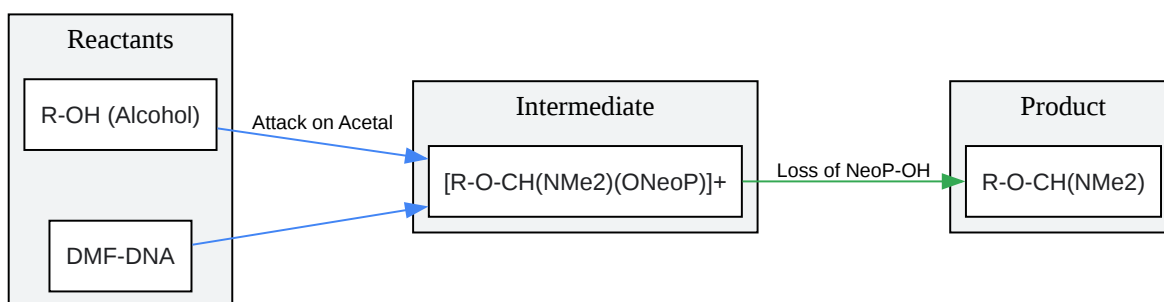 Reactants
R-OH (Alcohol)
DMF-DNA
Attack on Acetal
Intermediate
[R-O-CH(NMe2)(ONeoP)]+
Loss of NeoP-OH
Product
R-O-CH(NMe2)